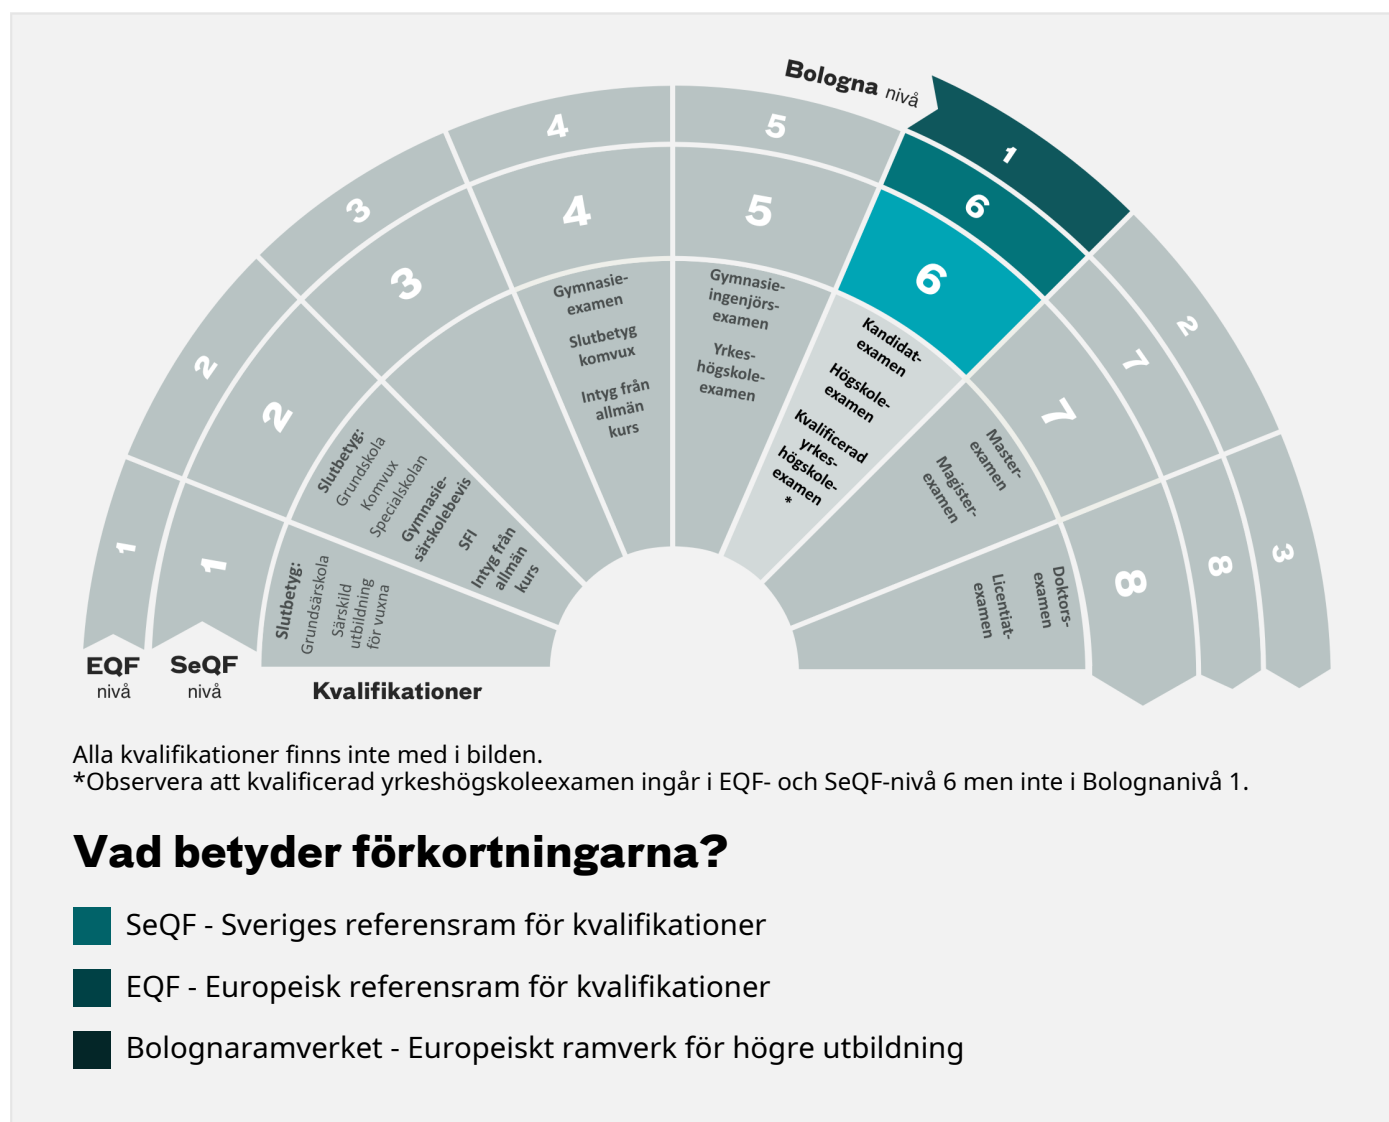 Bologna nivå
1
2
3
1
2
3
4
5
6
7
8
1
2
3
4
5
6
7
8
EQF
nivå
SeQF
nivå
Kvalifikationer
Slutbetyg:
Grundsärskola
Särskild
utbildning
för vuxna
Slutbetyg:
Grundskola
Komvux
Specialskolan
Gymnasie-
särskolebevis
SFI
Intyg från
allmän
kurs
Gymnasie-
examen
Slutbetyg
komvux
Intyg från
allmän
kurs
Gymnasie-
ingenjörs-
examen
Yrkes-
högskole-
examen
Kandidat-
examen
Högskole-
examen
Kvalificerad
yrkes-
högskole-
examen
*
Master-
examen
Magister-
examen
Doktors-
examen
Licentiat-
examen
Alla kvalifikationer finns inte med i bilden.
*Observera att kvalificerad yrkeshögskoleexamen ingår i EQF- och SeQF-nivå 6 men inte i Bolognanivå 1.
Vad betyder förkortningarna?
SeQF - Sveriges referensram för kvalifikationer
EQF - Europeisk referensram för kvalifikationer
Bolognaramverket - Europeiskt ramverk för högre utbildning